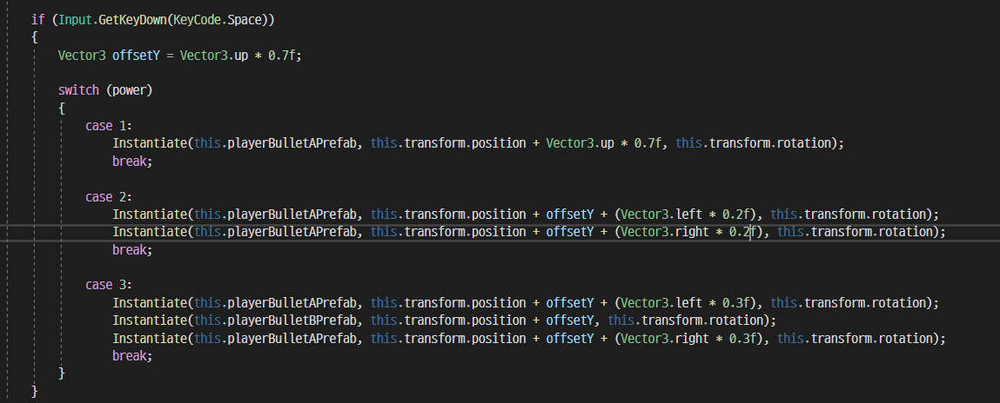 if (Input.GetKeyDown(KeyCode.Space))
{
    Vector3 offsetY = Vector3.up * 0.7f;

    switch (power)
    {
        case 1:
            Instantiate(this.playerBulletAPrefab, this.transform.position + Vector3.up * 0.7f, this.transform.rotation);
            break;

        case 2:
            Instantiate(this.playerBulletAPrefab, this.transform.position + offsetY + (Vector3.left * 0.2f), this.transform.rotation);
            Instantiate(this.playerBulletAPrefab, this.transform.position + offsetY + (Vector3.right * 0.2f), this.transform.rotation);
            break;

        case 3:
            Instantiate(this.playerBulletAPrefab, this.transform.position + offsetY + (Vector3.left * 0.3f), this.transform.rotation);
            Instantiate(this.playerBulletBPrefab, this.transform.position + offsetY, this.transform.rotation);
            Instantiate(this.playerBulletAPrefab, this.transform.position + offsetY + (Vector3.right * 0.3f), this.transform.rotation);
            break;
    }
}